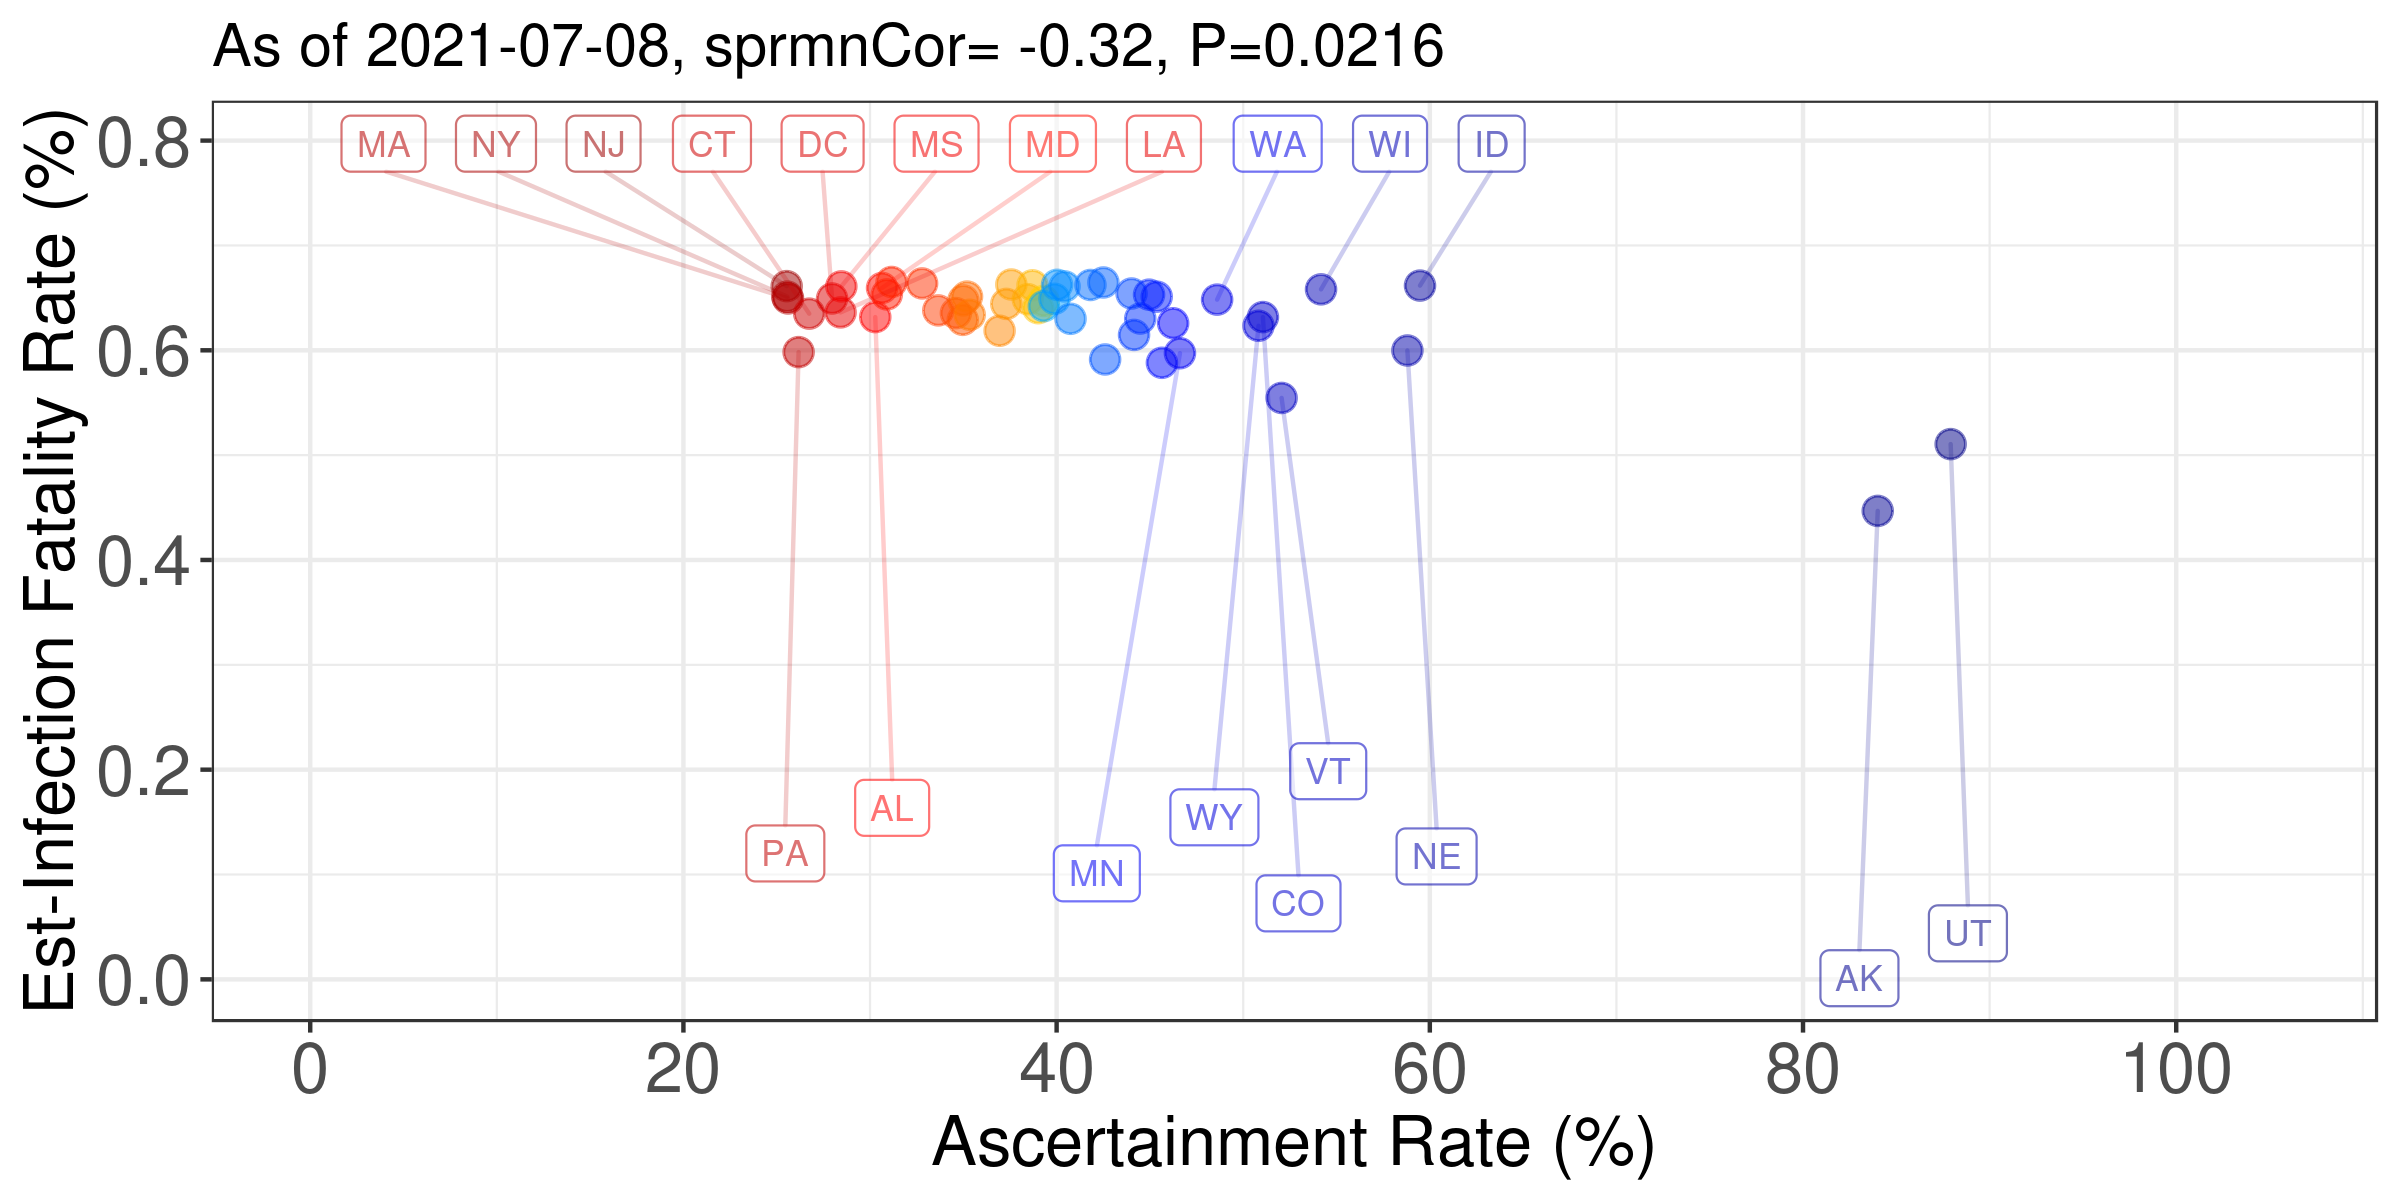 As of 2021-07-08, sprmnCor= -0.32, P=0.0216
Est-Infection Fatality Rate (%)
0.8
0.6
0.4
0.2
0.0
MA NY NJ CT DC MS MD LA WA WI ID
VT
AL
WY
PA
NE
MN
CO
UT
AK
0 20 40 60 80 100
Ascertainment Rate (%)